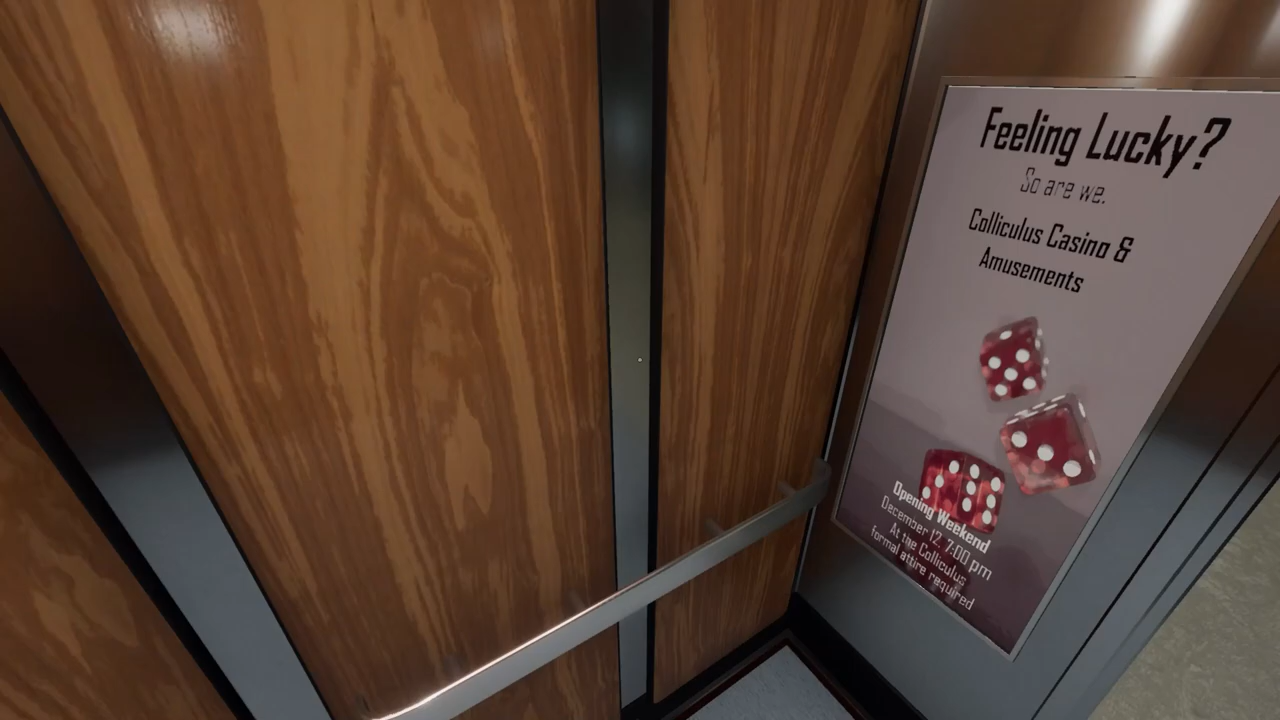 Feeling Lucky?
So are we.
Colliculus Casino &
Amusements
Opening Weekend
December 12, 7:00 pm
At the Colliculus
formal attire required